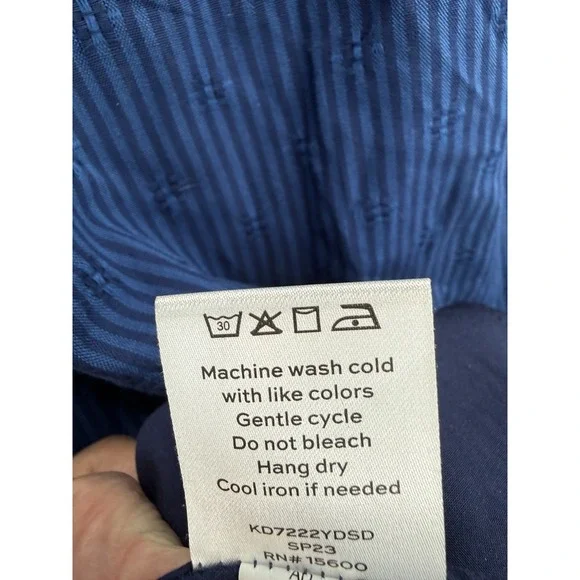 30
Machine wash cold
with like colors
Gentle cycle
Do not bleach
Hang dry
Cool iron if needed
KD7222YDSD
SP23
RN# 15600